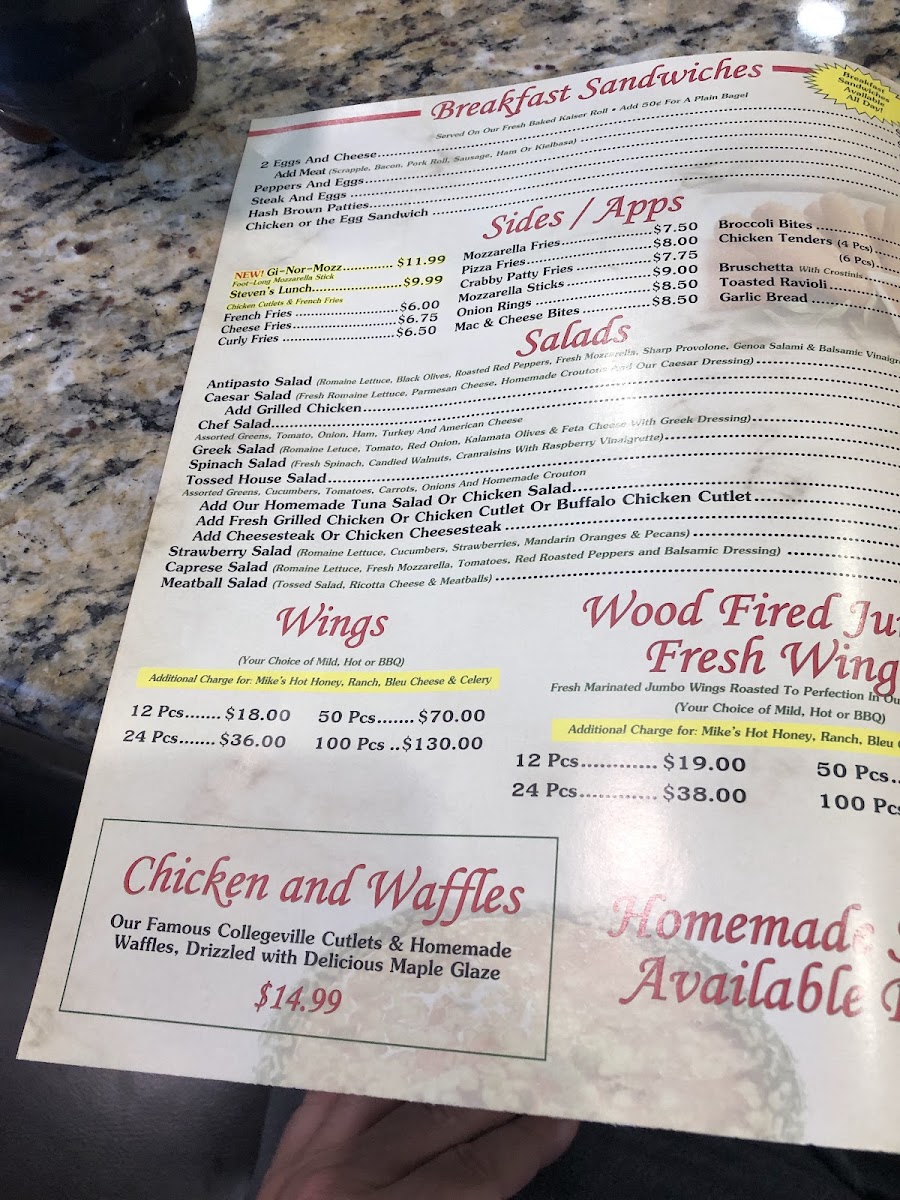 Breakfast Sandwiches
Breakfast
Sandwiches
Available
All Day!
Served On Our Fresh Baked Kaiser Roll • Add 50¢ For A Plain Bagel
2 Eggs And Cheese
Add Meat (Scrapple, Bacon, Pork Roll, Sausage, Ham Or Kielbasa)
Peppers And Eggs
Steak And Eggs
Hash Brown Patties
Chicken or the Egg Sandwich
Sides / Apps
NEW! Gi-Nor-Mozz ............ $11.99
Foot-Long Mozzarella Stick
Steven's Lunch ............ $9.99
Chicken Cutlets & French Fries
French Fries ............ $6.00
Cheese Fries ............ $6.75
Curly Fries ............ $6.50
Mozzarella Fries ............ $7.50
Pizza Fries ............ $8.00
Crabby Patty Fries ............ $7.75
Mozzarella Sticks ............ $9.00
Onion Rings ............ $8.50
Mac & Cheese Bites ............ $8.50
Broccoli Bites
Chicken Tenders (4 Pcs)
(6 Pcs)
Bruschetta With Crostinis
Toasted Ravioli
Garlic Bread
Salads
Antipasto Salad (Romaine Lettuce, Black Olives, Roasted Red Peppers, Fresh Mozzarella, Sharp Provolone, Genoa Salami & Balsamic
Caesar Salad (Fresh Romaine Lettuce, Parmesan Cheese, Homemade Croutons And Our Caesar Dressing)
Add Grilled Chicken
Chef Salad
Assorted Greens, Tomato, Onion, Ham, Turkey And American Cheese
Greek Salad (Romaine Letuce, Tomato, Red Onion, Kalamata Olives & Feta Cheese With Greek Dressing)
Spinach Salad (Fresh Spinach, Candied Walnuts, Cranraisins With Raspberry Vinaigrette)
Tossed House Salad
Assorted Greens, Cucumbers, Tomatoes, Carrots, Onions And Homemade Crouton
Add Our Homemade Tuna Salad Or Chicken Salad
Add Fresh Grilled Chicken Or Chicken Cutlet Or Buffalo Chicken Cutlet
Add Cheesesteak Or Chicken Cheesesteak
Strawberry Salad (Romaine Lettuce, Cucumbers, Strawberries, Mandarin Oranges & Pecans)
Caprese Salad (Romaine Lettuce, Fresh Mozzarella, Tomatoes, Red Roasted Peppers and Balsamic Dressing)
Meatball Salad (Tossed Salad, Ricotta Cheese & Meatballs)
Wings
(Your Choice of Mild, Hot or BBQ)
Additional Charge for: Mike's Hot Honey, Ranch, Bleu Cheese & Celery
12 Pcs....... $18.00 50 Pcs....... $70.00
24 Pcs....... $36.00 100 Pcs ..$130.00
Wood Fired
Fresh Wing
Fresh Marinated Jumbo Wings Roasted To Perfection In
(Your Choice of Mild, Hot or BBQ)
Additional Charge for: Mike's Hot Honey, Ranch, Bleu
12 Pcs............ $19.00 50 Pcs..
24 Pcs............ $38.00 100 Pcs
Chicken and Waffles
Our Famous Collegeville Cutlets & Homemade
Waffles, Drizzled with Delicious Maple Glaze
$14.99
Homemade
Available